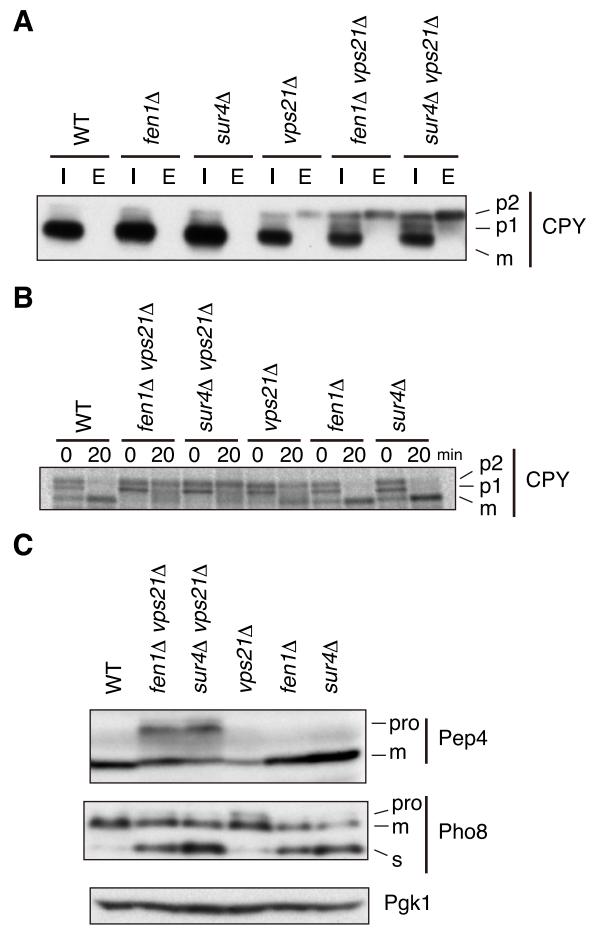 A
WT fen1Δ sur4Δ vps21Δ fen1Δ vps21Δ sur4Δ vps21Δ
I E I E I E I E I E I E
p2
p1
m
CPY
B
WT fen1Δ vps21Δ sur4Δ vps21Δ vps21Δ fen1Δ sur4Δ
0 20 0 20 0 20 0 20 0 20 0 20 min
p2
p1
m
CPY
C
WT fen1Δ vps21Δ sur4Δ vps21Δ vps21Δ fen1Δ sur4Δ
pro
m
Pep4
pro
m
s
Pho8
Pgk1